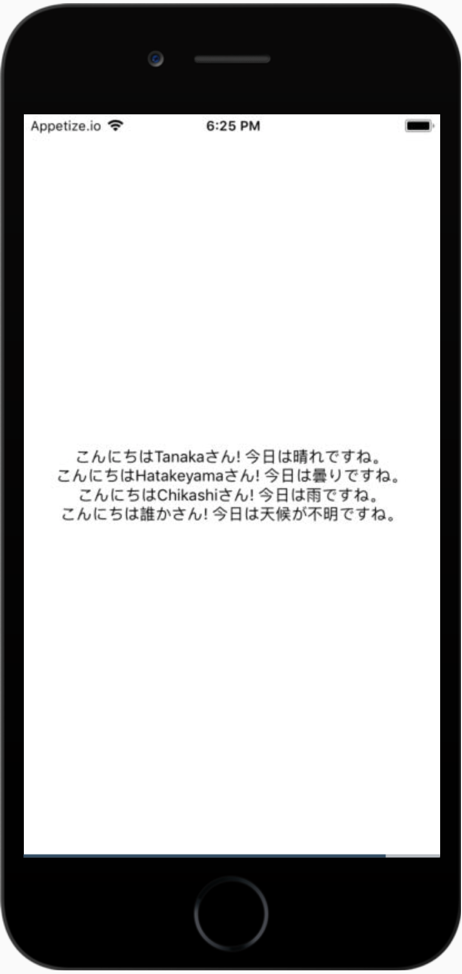 Appetize.io 6:25 PM
こんにちはTanakaさん! 今日は晴れですね。
こんにちはHatakeyamaさん! 今日は曇りですね。
こんにちはChikashiさん! 今日は雨ですね。
こんにちは誰かさん! 今日は天候が不明ですね。